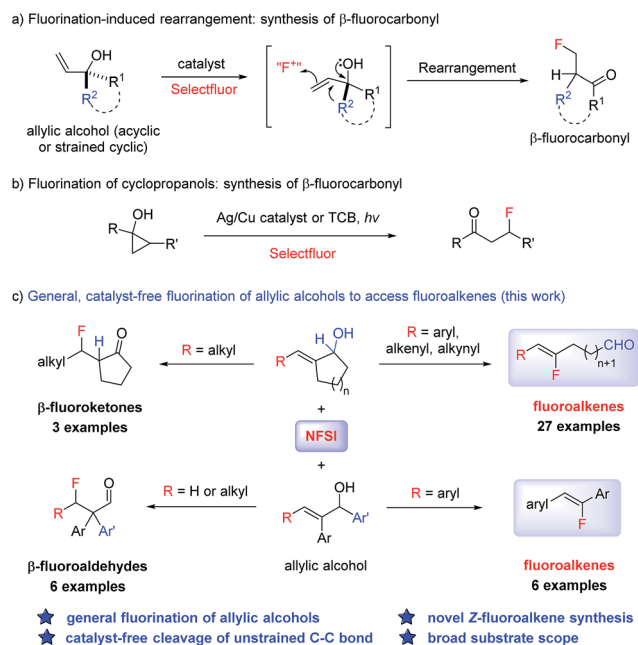 a) Fluorination-induced rearrangement: synthesis of β-fluorocarbonyl
OH
R¹
R²
allylic alcohol (acyclic
or strained cyclic)
catalyst
Selectfluor
"F⁺"
:OH
R¹
R²
Rearrangement
F
H
O
R²
R¹
β-fluorocarbonyl
b) Fluorination of cyclopropanols: synthesis of β-fluorocarbonyl
OH
R
R'
Ag/Cu catalyst or TCB, hv
Selectfluor
O
F
R
R'
c) General, catalyst-free fluorination of allylic alcohols to access fluoroalkenes (this work)
F
H
O
alkyl
β-fluoroketones
3 examples
R = alkyl
H
OH
R
n
R = aryl,
alkenyl, alkynyl
R
F
CHO
n+1
fluoroalkenes
27 examples
+
NFSI
+
F
O
R
Ar
Ar'
β-fluoroaldehydes
6 examples
R = H or alkyl
OH
R
Ar'
Ar
allylic alcohol
R = aryl
aryl
Ar
F
fluoroalkenes
6 examples
general fluorination of allylic alcohols
novel Z-fluoroalkene synthesis
catalyst-free cleavage of unstrained C-C bond
broad substrate scope